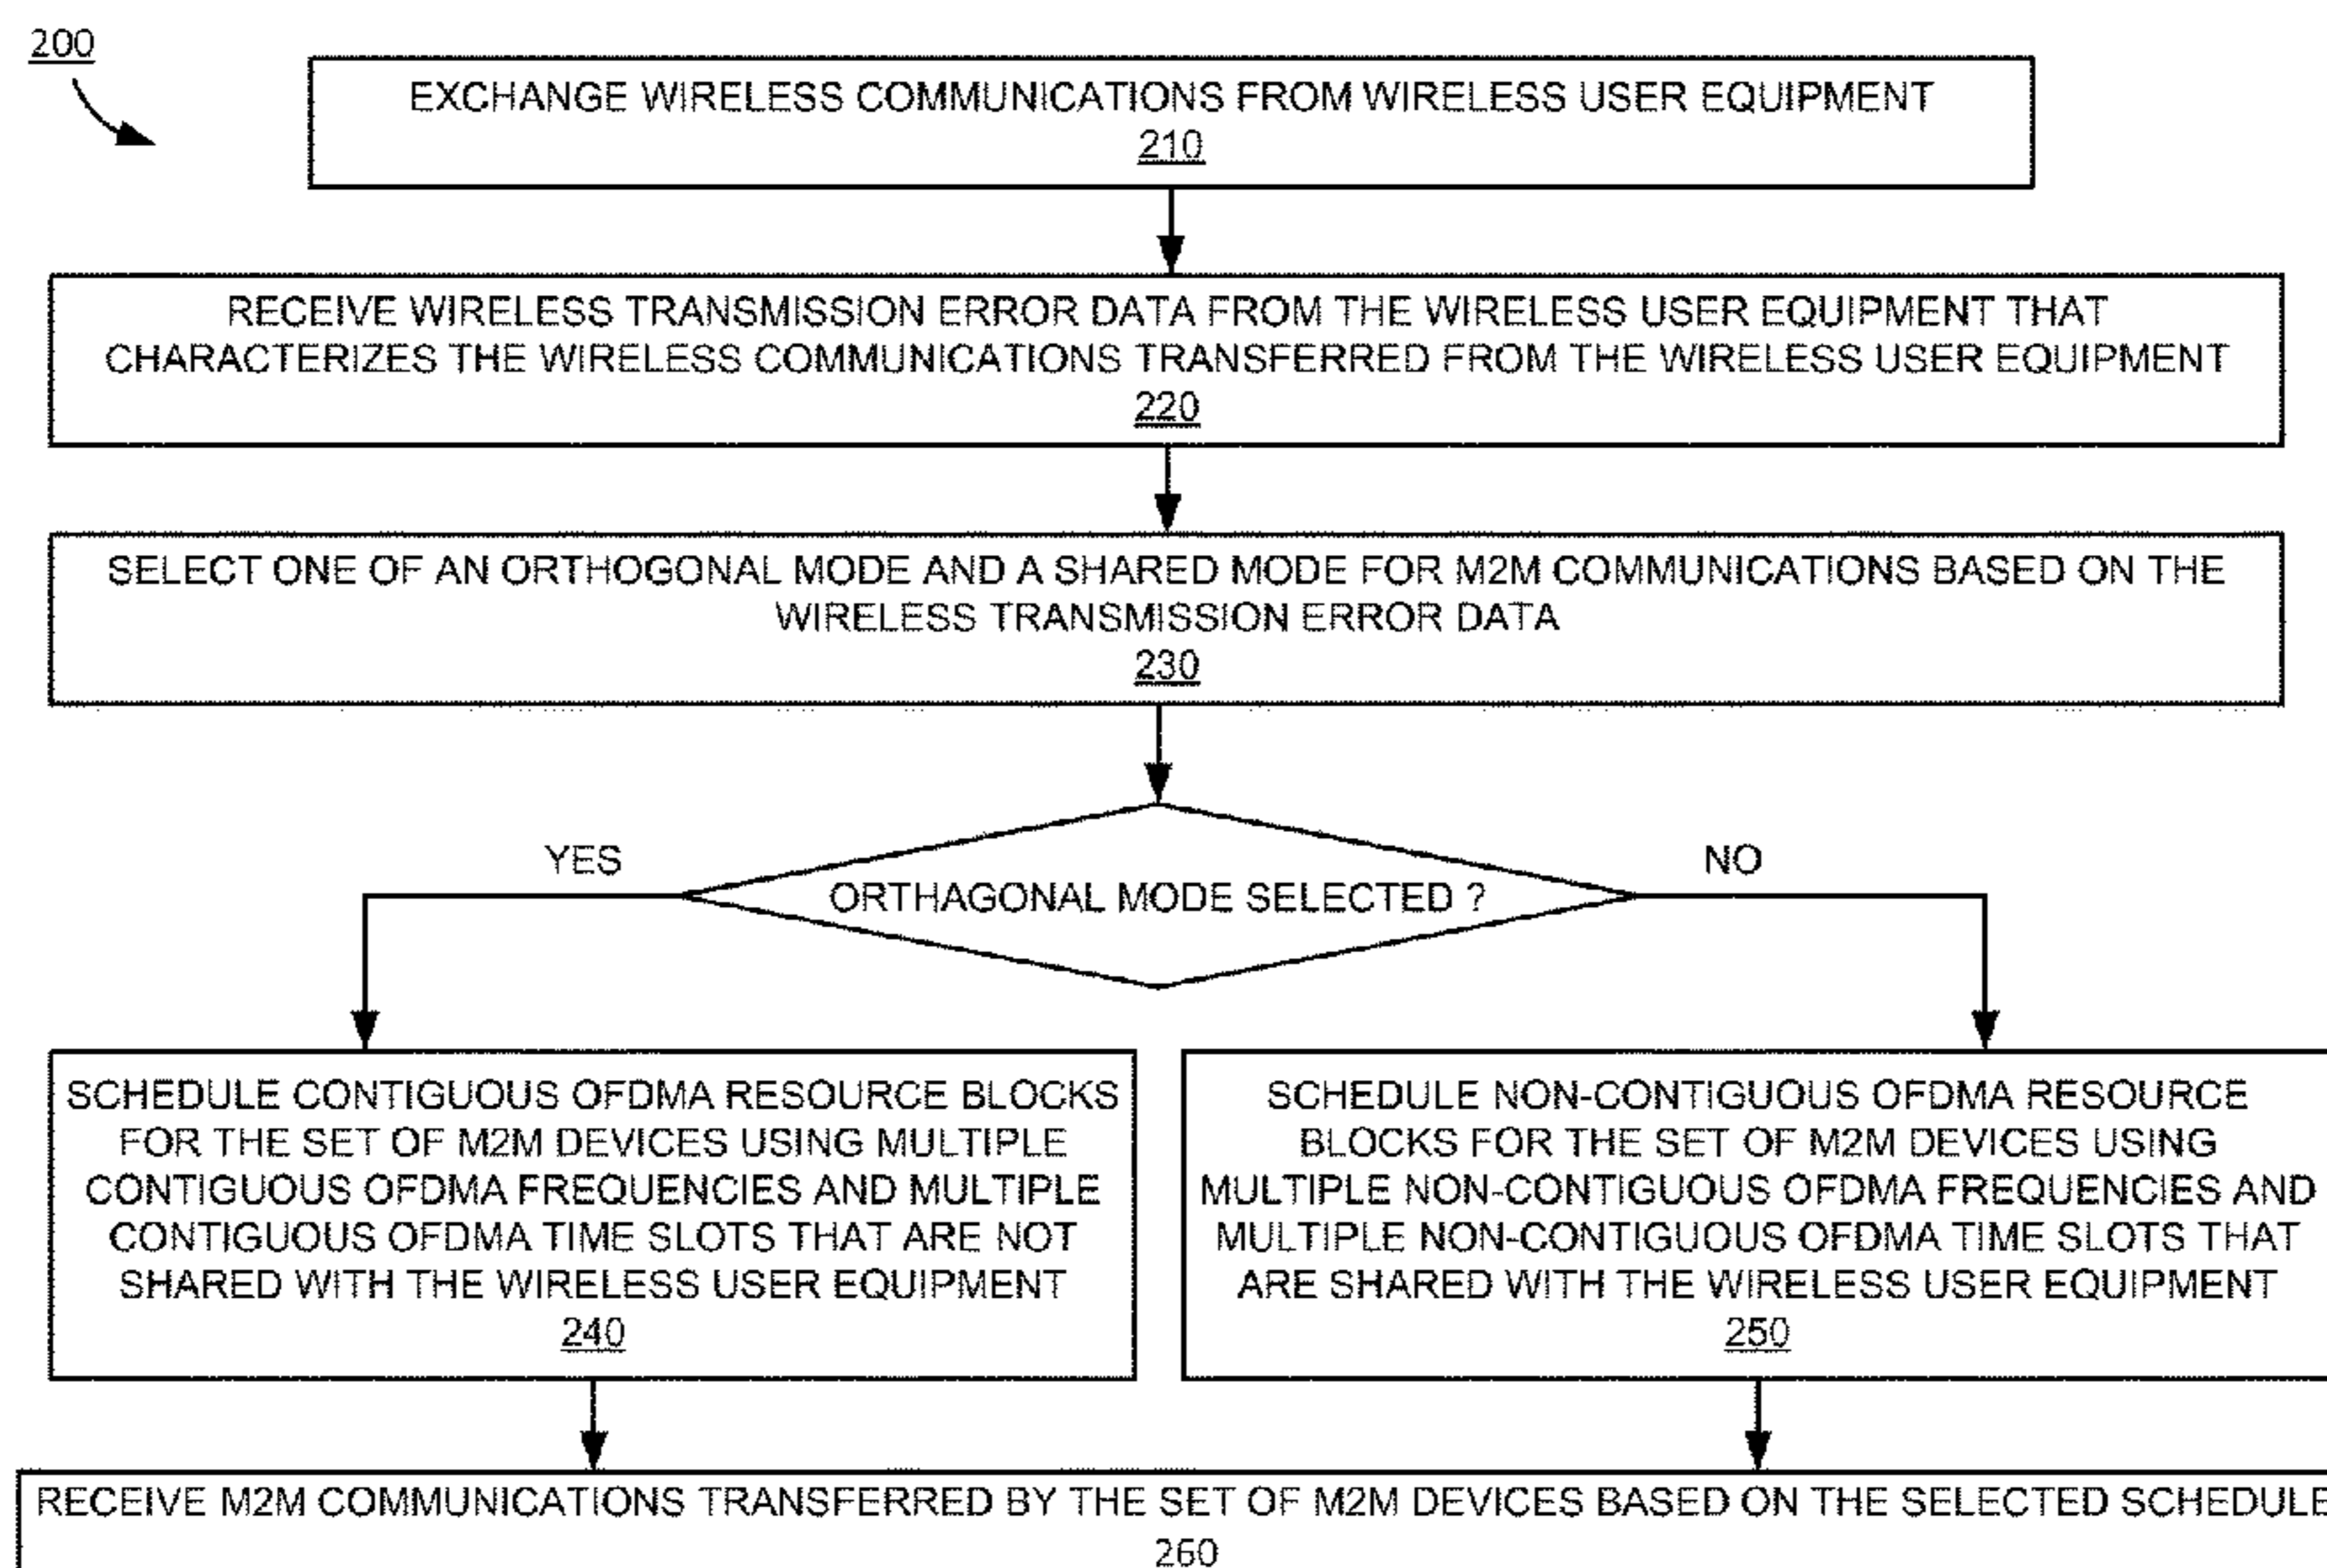 200
EXCHANGE WIRELESS COMMUNICATIONS FROM WIRELESS USER EQUIPMENT
210
RECEIVE WIRELESS TRANSMISSION ERROR DATA FROM THE WIRELESS USER EQUIPMENT THAT
CHARACTERIZES THE WIRELESS COMMUNICATIONS TRANSFERRED FROM THE WIRELESS USER EQUIPMENT
220
SELECT ONE OF AN ORTHOGONAL MODE AND A SHARED MODE FOR M2M COMMUNICATIONS BASED ON THE
WIRELESS TRANSMISSION ERROR DATA
230
YES
NO
ORTHAGONAL MODE SELECTED ?
SCHEDULE CONTIGUOUS OFDMA RESOURCE BLOCKS
FOR THE SET OF M2M DEVICES USING MULTIPLE
CONTIGUOUS OFDMA FREQUENCIES AND MULTIPLE
CONTIGUOUS OFDMA TIME SLOTS THAT ARE NOT
SHARED WITH THE WIRELESS USER EQUIPMENT
240
SCHEDULE NON-CONTIGUOUS OFDMA RESOURCE
BLOCKS FOR THE SET OF M2M DEVICES USING
MULTIPLE NON-CONTIGUOUS OFDMA FREQUENCIES AND
MULTIPLE NON-CONTIGUOUS OFDMA TIME SLOTS THAT
ARE SHARED WITH THE WIRELESS USER EQUIPMENT
250
RECEIVE M2M COMMUNICATIONS TRANSFERRED BY THE SET OF M2M DEVICES BASED ON THE SELECTED SCHEDULE
260